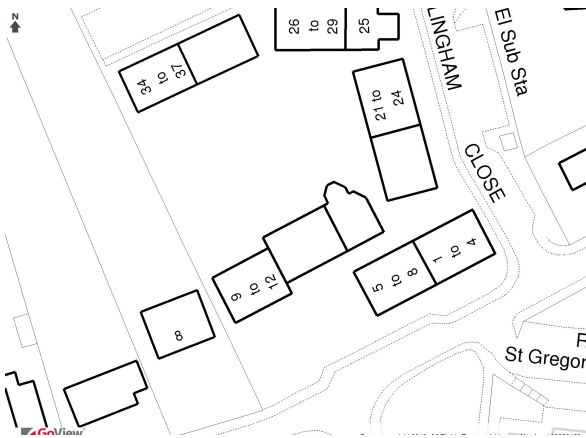 N
26
to
29
25
34
to
37
LINGHAM
El Sub Sta
21 to
24
CLOSE
1
to
4
5
to
8
9
to
12
8
R
St Gregor
GoView